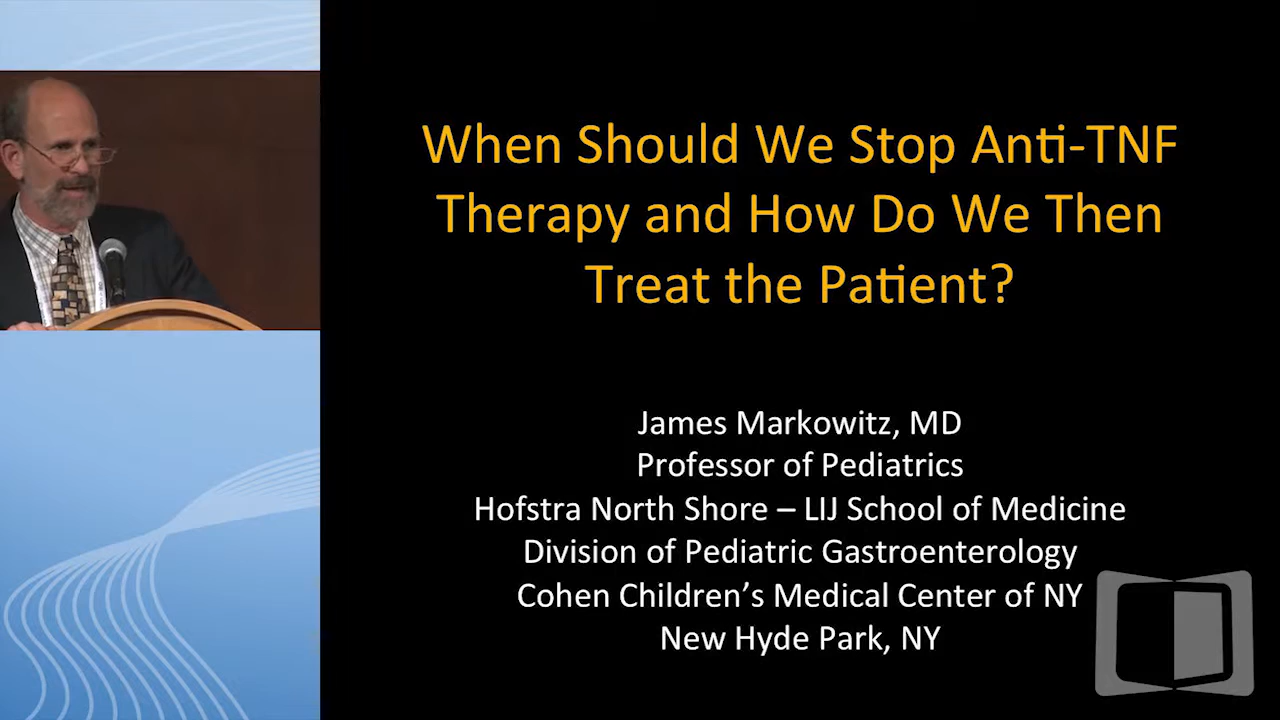 When Should We Stop Anti-TNF
Therapy and How Do We Then
Treat the Patient?
James Markowitz, MD
Professor of Pediatrics
Hofstra North Shore – LIJ School of Medicine
Division of Pediatric Gastroenterology
Cohen Children’s Medical Center of NY
New Hyde Park, NY